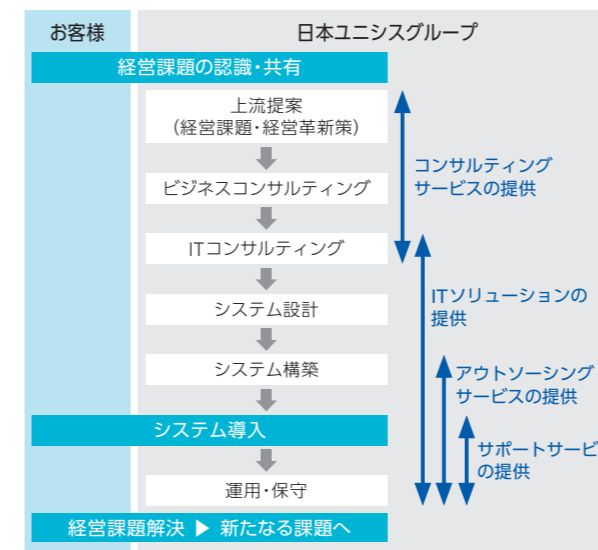 お客様
日本ユニシスグループ
経営課題の認識・共有
上流提案
（経営課題・経営革新策）
ビジネスコンサルティング
ITコンサルティング
システム設計
システム構築
システム導入
運用・保守
経営課題解決 ▶ 新たなる課題へ
コンサルティング
サービスの提供
ITソリューションの
提供
アウトソーシング
サービスの提供
サポートサービ
の提供